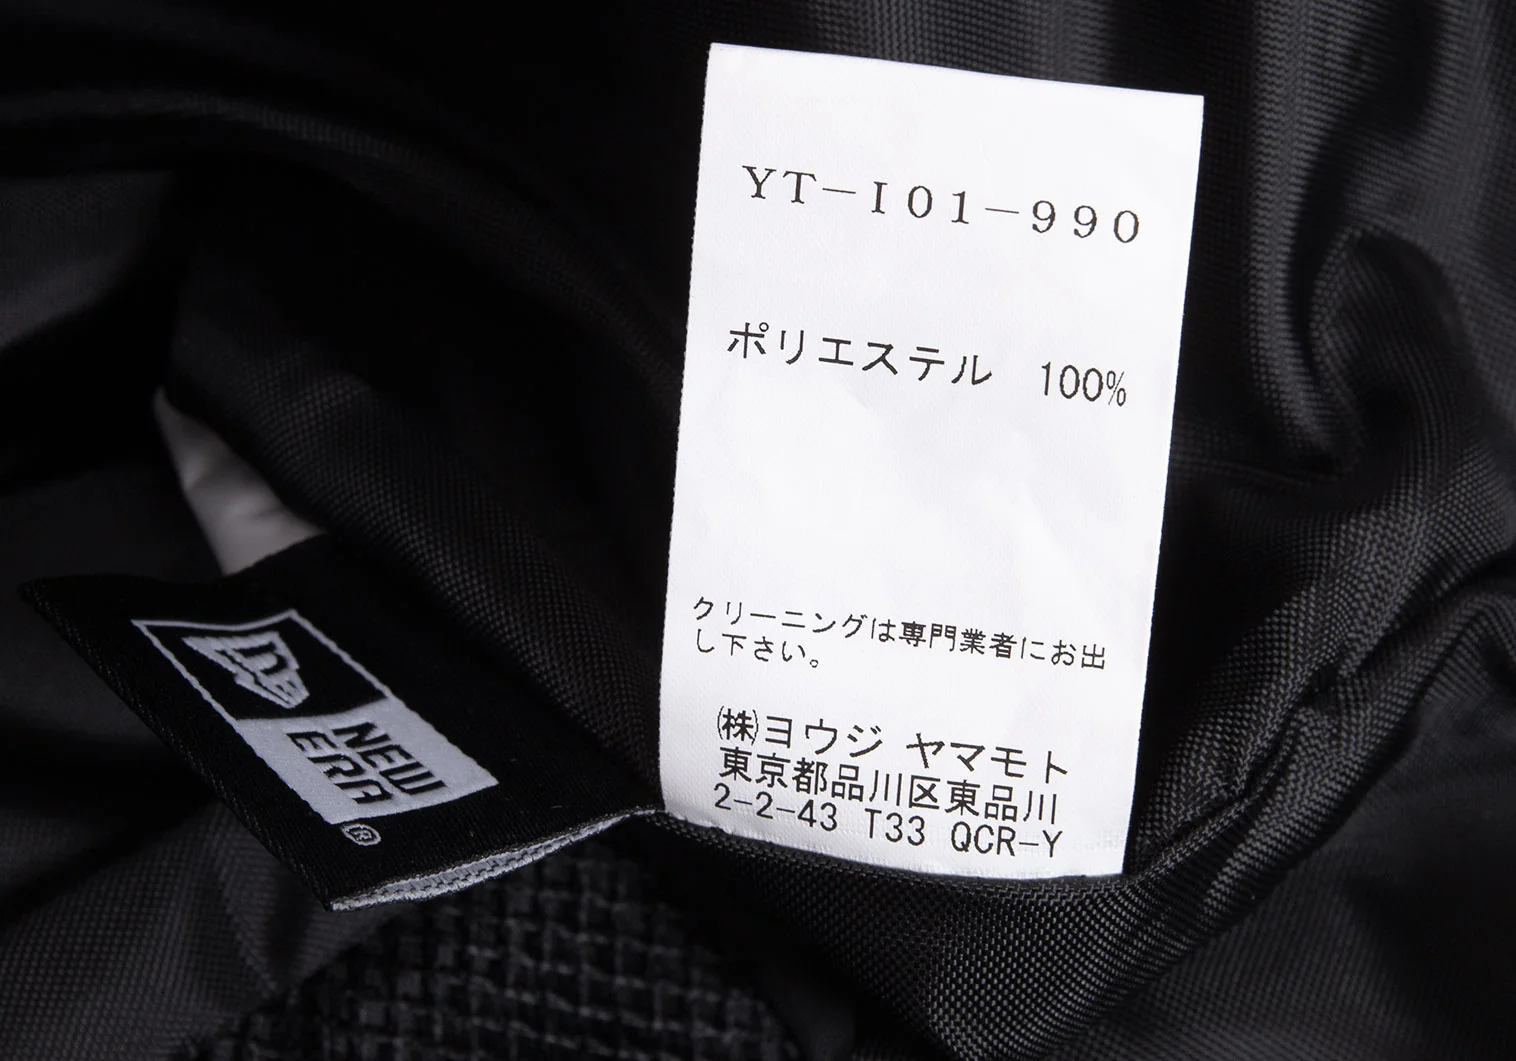 YT-I01-990
ポリエステル 100%
クリーニングは専門業者にお出
し下さい。
(株)ヨウジ ヤマモト
東京都品川区東品川
2-2-43 T33 QCR-Y
NEW
ERA
®